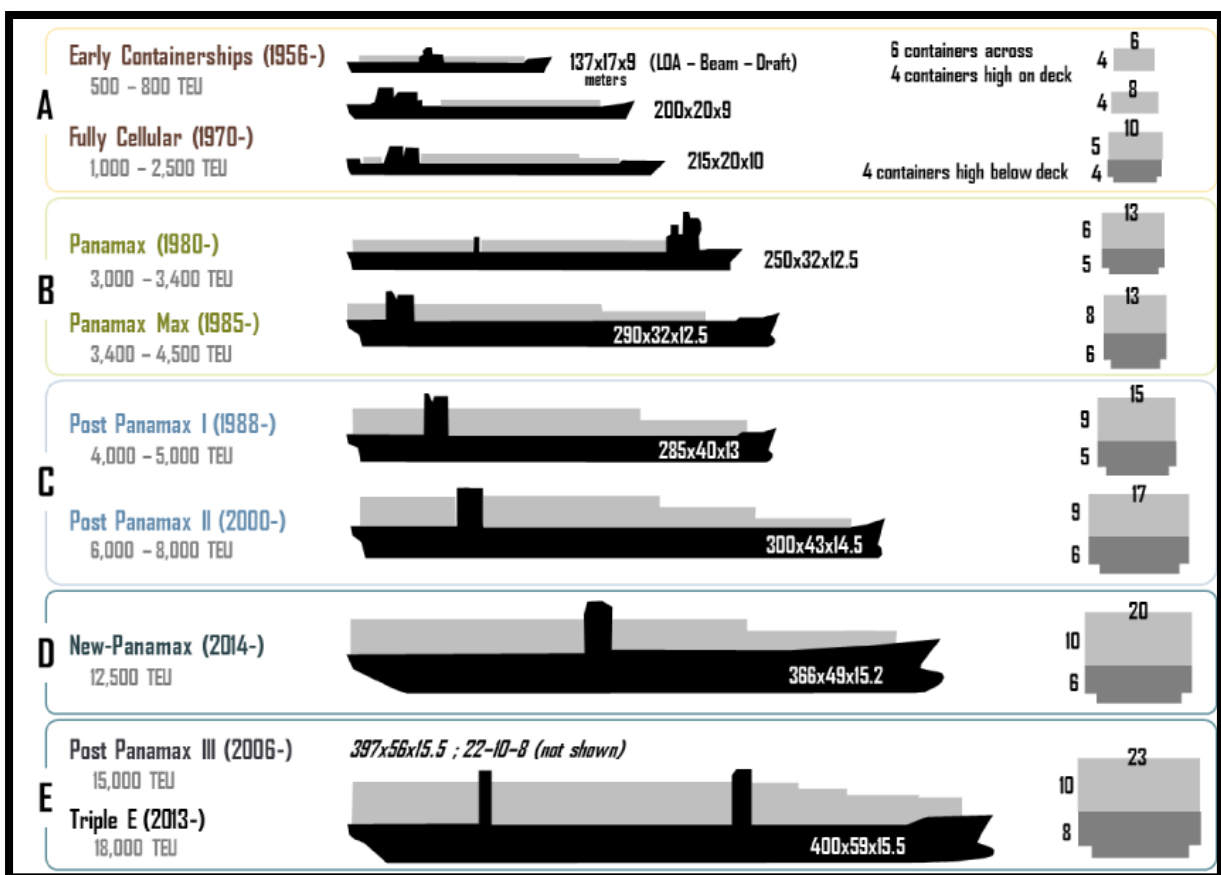 A
Early Containerships (1956-)
500 – 800 TEU
137x17x9 (LOA – Beam – Draft)
meters
6 containers across
4 containers high on deck
6
4
200x20x9
8
4
Fully Cellular (1970-)
1,000 – 2,500 TEU
215x20x10
4 containers high below deck
10
5
4
B
Panamax (1980-)
3,000 – 3,400 TEU
250x32x12.5
13
6
5
Panamax Max (1985-)
3,400 – 4,500 TEU
290x32x12.5
13
8
6
C
Post Panamax I (1988-)
4,000 – 5,000 TEU
285x40x13
15
9
5
Post Panamax II (2000-)
6,000 – 8,000 TEU
300x43x14.5
17
9
6
D
New-Panamax (2014-)
12,500 TEU
366x49x15.2
20
10
6
E
Post Panamax III (2006-)
15,000 TEU
397x56x15.5 ; 22–10–8 (not shown)
Triple E (2013-)
18,000 TEU
400x59x15.5
23
10
8